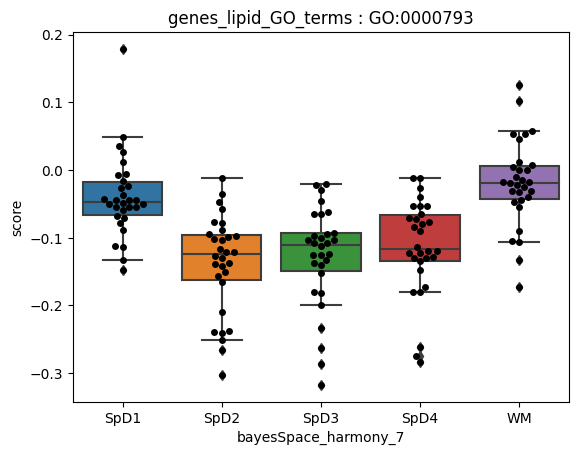 genes_lipid_GO_terms : GO:0000793
0.2
0.1
0.0
−0.1
−0.2
−0.3
score
SpD1 SpD2 SpD3 SpD4 WM
bayesSpace_harmony_7